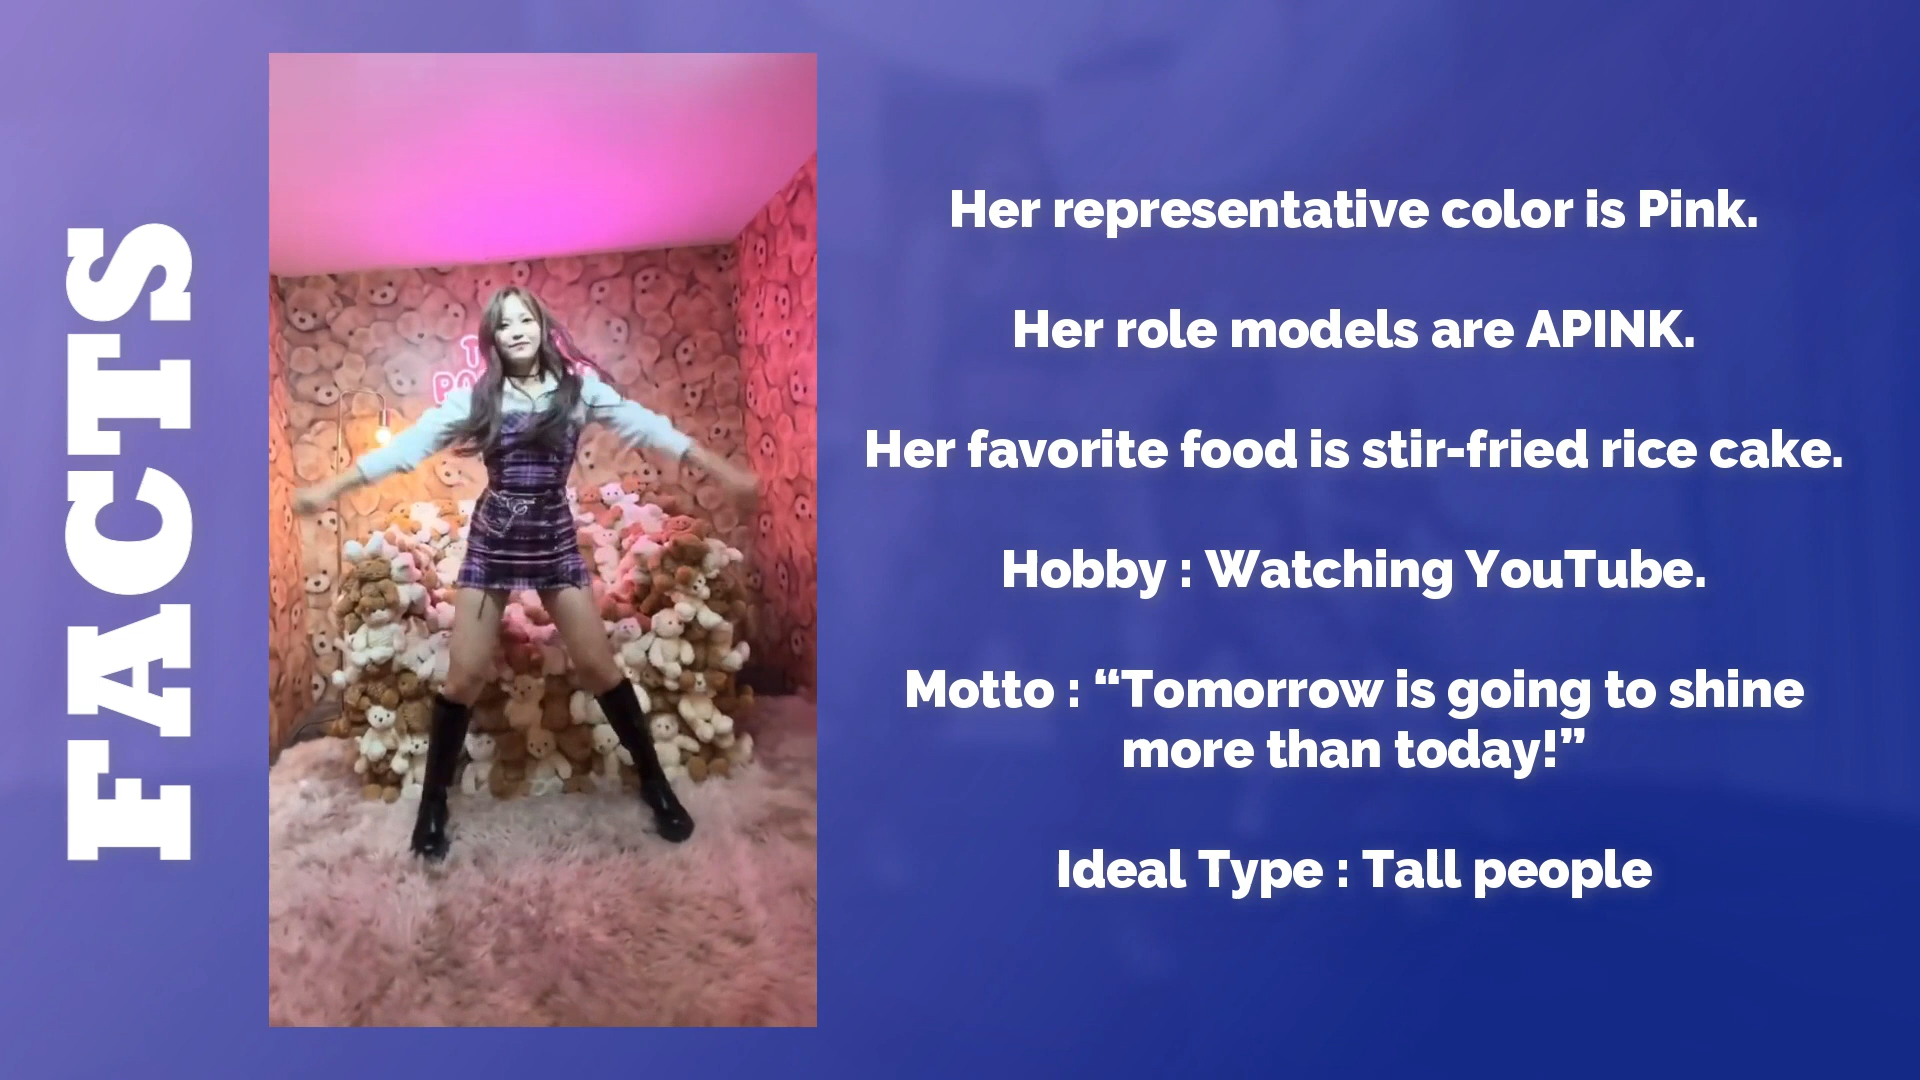 FACTS
Her representative color is Pink.
Her role models are APINK.
Her favorite food is stir-fried rice cake.
Hobby : Watching YouTube.
Motto : “Tomorrow is going to shine
more than today!”
Ideal Type : Tall people